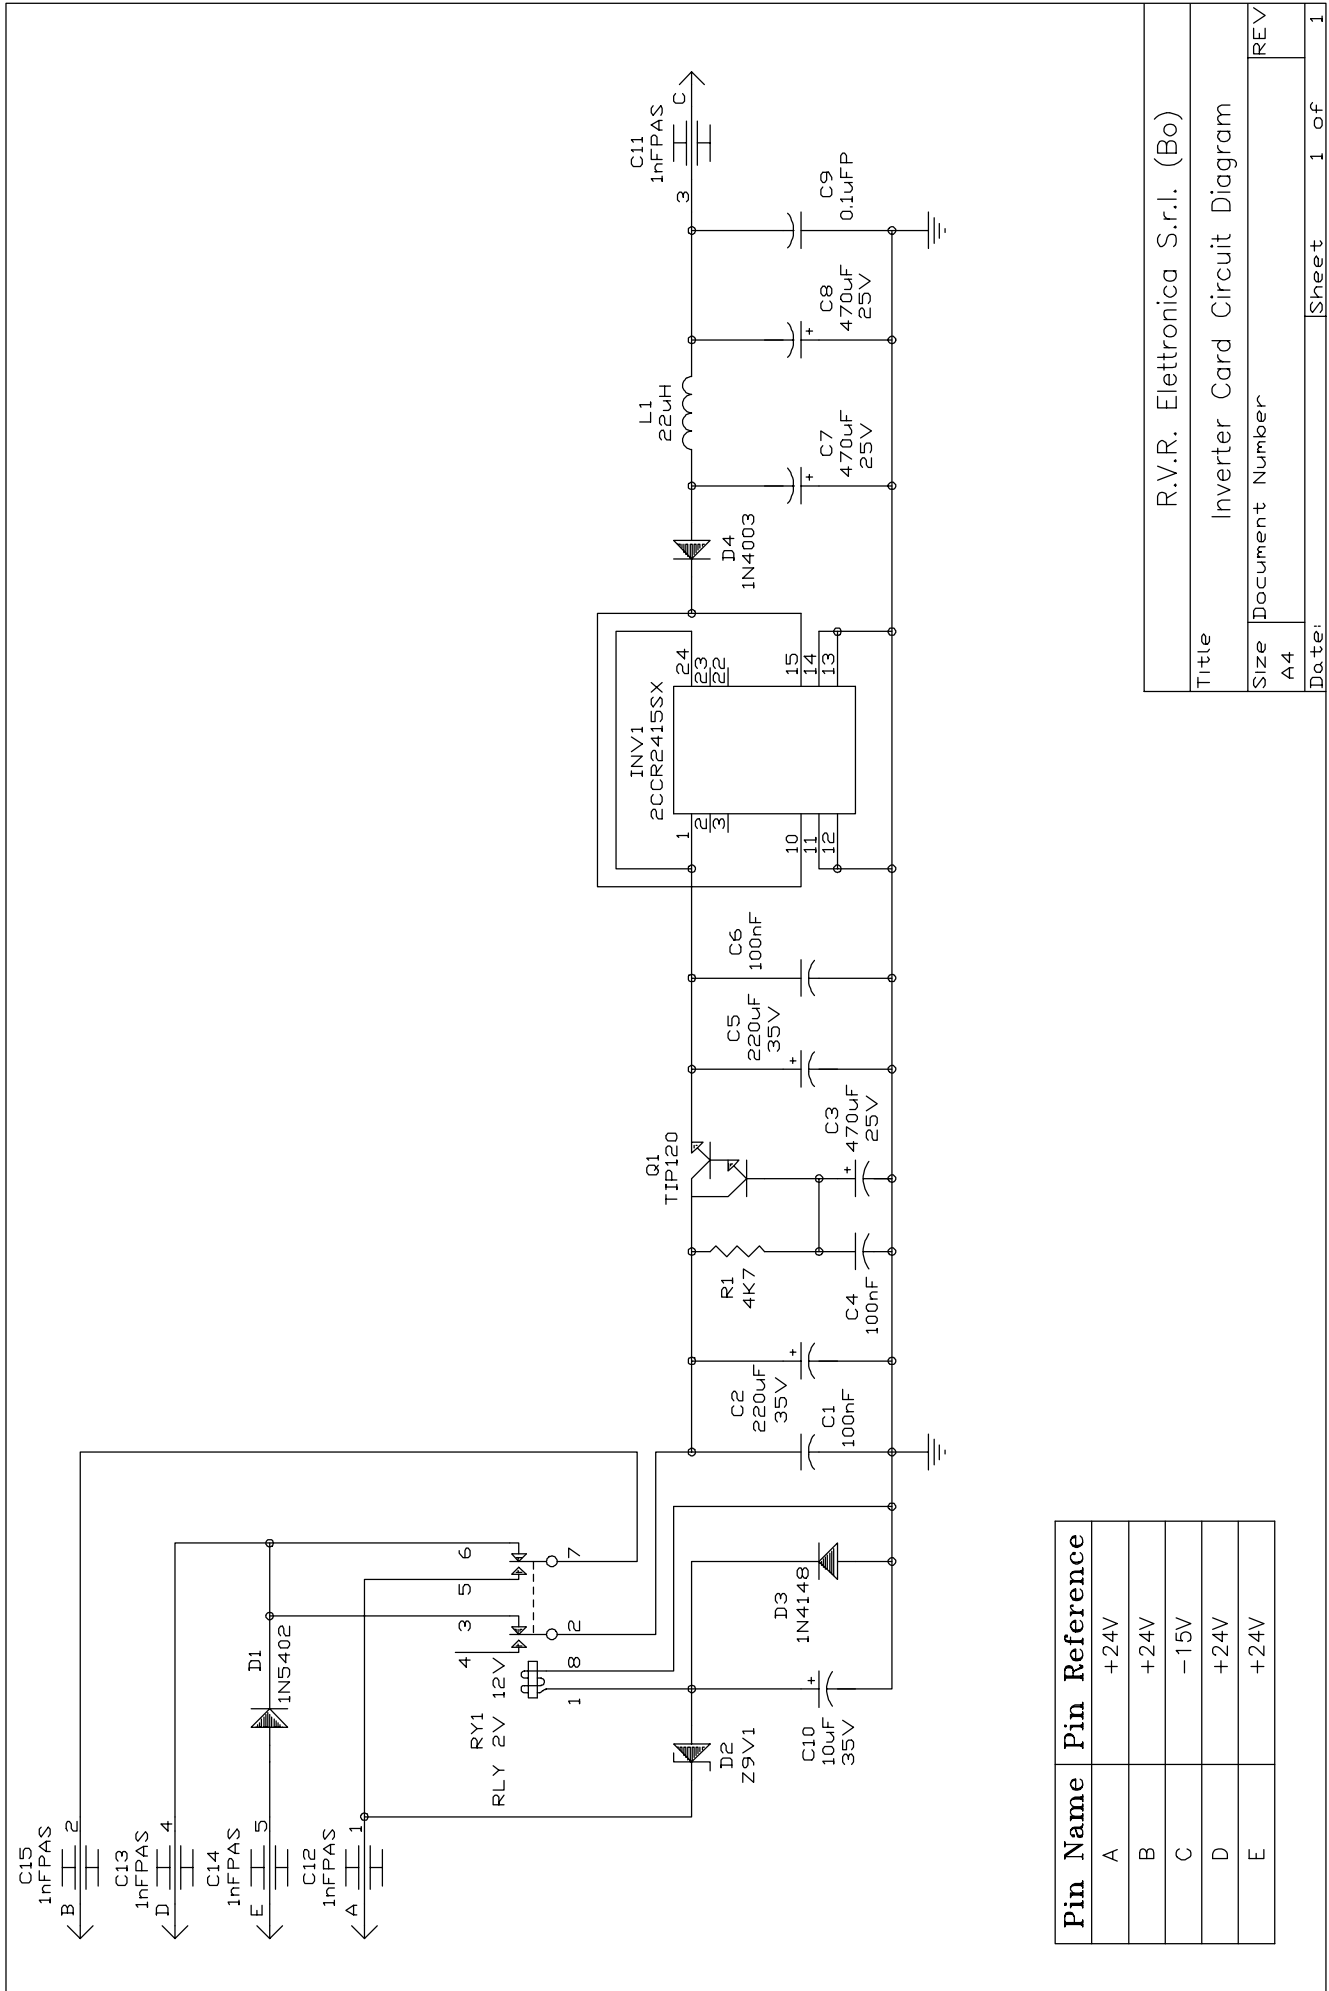 C15
1nFPAS
B 2
C13
1nFPAS
D 4
C14
1nFPAS
E 5
C12
1nFPAS
A 1
D1
1N5402
RY1
RLY 2V 12V
4 3 5 6
1 8 2 7
D2
Z9V1
C10
10uF
35V
+
D3
1N4148
C1
100nF
C2
220uF
35V
+
R1
4K7
C4
100nF
C3
470uF
25V
+
Q1
TIP120
C5
220uF
35V
+
C6
100nF
INV1
2CCR2415SX
1
2
3
10
11
12
24
23
22
15
14
13
D4
1N4003
C7
470uF
25V
+
L1
22uH
C8
470uF
25V
+
C9
0.1uFP
C11
1nFPAS
3 C
Pin Name Pin Reference
A +24V
B +24V
C -15V
D +24V
E +24V
R.V.R. Elettronica S.r.l. (Bo)
Title
Inverter Card Circuit Diagram
Size Document Number REV
A4
Date: Sheet 1 of 1